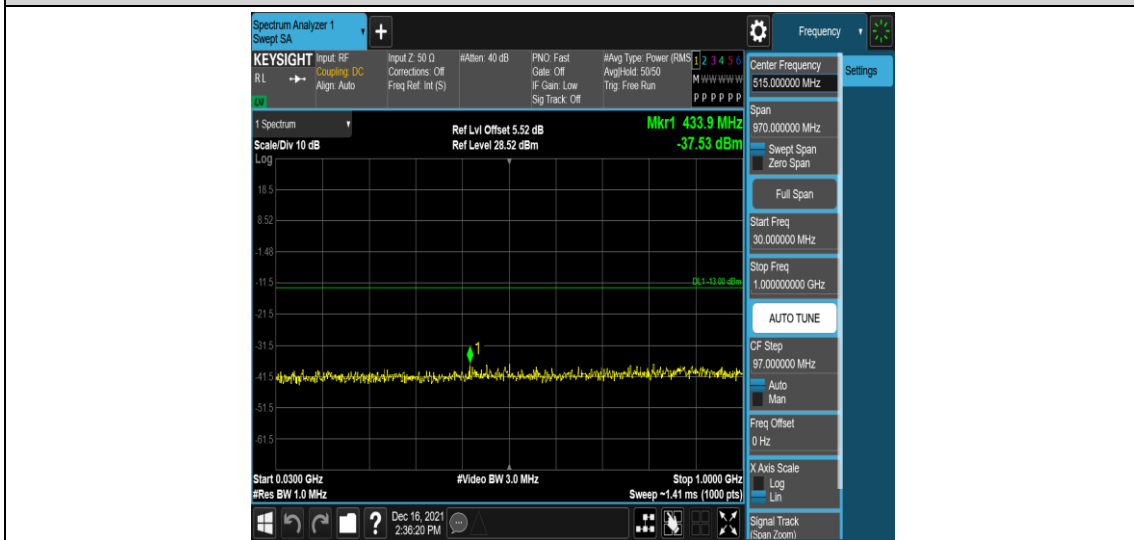 Spectrum Analyzer 1
Swept SA
+
Frequency
KEYSIGHT
RL
LXI
Input: RF
Coupling: DC
Align: Auto
Input Z: 50 Ω
Corrections: Off
Freq Ref: Int (S)
#Atten: 40 dB
PNO: Fast
Gate: Off
IF Gain: Low
Sig Track: Off
#Avg Type: Power (RMS
Avg|Hold: 50/50
Trig: Free Run
1 2 3 4 5 6
M W W W W W
P P P P P P
1 Spectrum
Scale/Div 10 dB
Log
Ref Lvl Offset 5.52 dB
Ref Level 28.52 dBm
Mkr1 433.9 MHz
-37.53 dBm
18.5
8.52
-1.48
-11.5
DL1 -13.00 dBm
-21.5
-31.5
1
-41.5
-51.5
-61.5
Start 0.0300 GHz
#Res BW 1.0 MHz
#Video BW 3.0 MHz
Stop 1.0000 GHz
Sweep ~1.41 ms (1000 pts)
Center Frequency
515.000000 MHz
Settings
Span
970.000000 MHz
Swept Span
Zero Span
Full Span
Start Freq
30.000000 MHz
Stop Freq
1.000000000 GHz
AUTO TUNE
CF Step
97.000000 MHz
Auto
Man
Freq Offset
0 Hz
X Axis Scale
Log
Lin
Signal Track
(Span Zoom)
?
Dec 16, 2021
2:36:20 PM